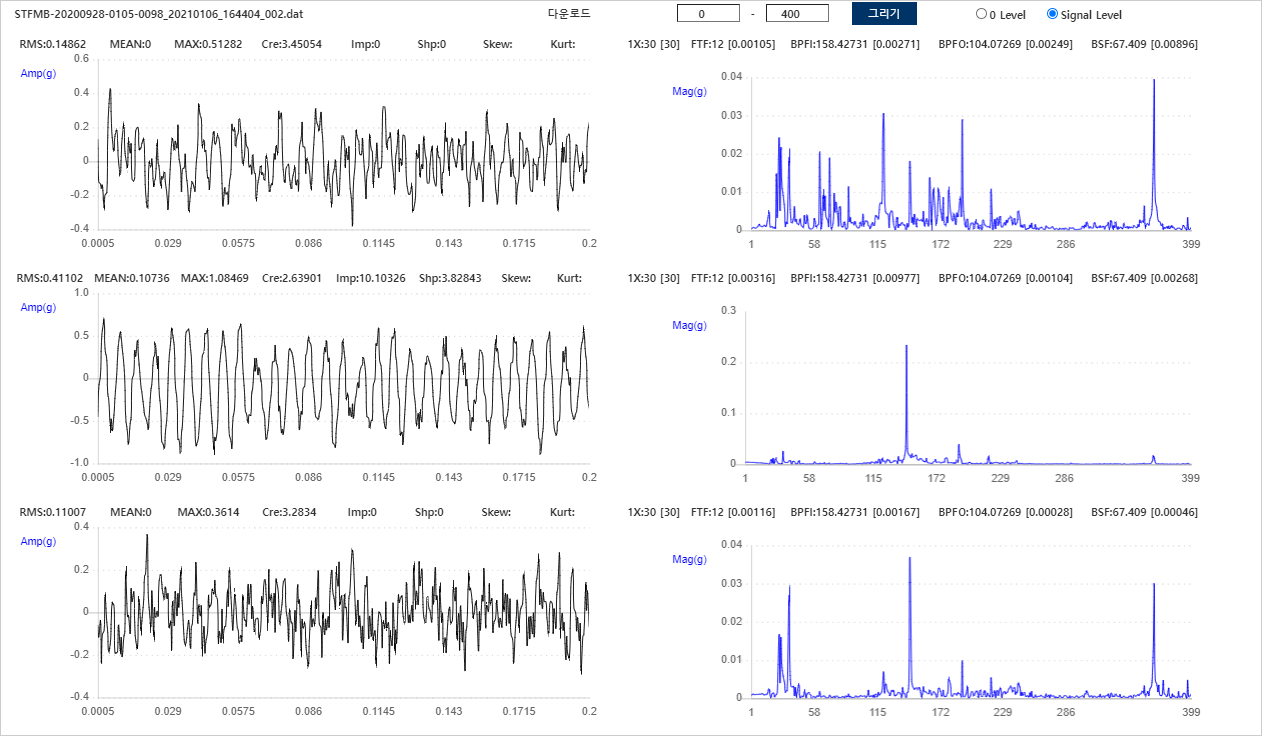 STFMB-20200928-0105-0098_20210106_164404_002.dat 다운로드 0 - 400 그리기 0 Level Signal Level
RMS:0.14862 MEAN:0 MAX:0.51282 Cre:3.45054 Imp:0 Shp:0 Skew: Kurt:
Amp(g)
0.6
0.4
0.2
0
-0.2
-0.4
0.0005 0.029 0.0575 0.086 0.1145 0.143 0.1715 0.2
1X:30 [30] FTF:12 [0.00105] BPFI:158.42731 [0.00271] BPFO:104.07269 [0.00249] BSF:67.409 [0.00896]
Mag(g)
0.04
0.03
0.02
0.01
0
1 58 115 172 229 286 399
RMS:0.41102 MEAN:0.10736 MAX:1.08469 Cre:2.63901 Imp:10.10326 Shp:3.82843 Skew: Kurt:
Amp(g)
1.0
0.5
0
-0.5
-1.0
0.0005 0.029 0.0575 0.086 0.1145 0.143 0.1715 0.2
1X:30 [30] FTF:12 [0.00316] BPFI:158.42731 [0.00977] BPFO:104.07269 [0.00104] BSF:67.409 [0.00268]
Mag(g)
0.3
0.2
0.1
0
1 58 115 172 229 286 399
RMS:0.11007 MEAN:0 MAX:0.3614 Cre:3.2834 Imp:0 Shp:0 Skew: Kurt:
Amp(g)
0.4
0.2
0
-0.2
-0.4
0.0005 0.029 0.0575 0.086 0.1145 0.143 0.1715 0.2
1X:30 [30] FTF:12 [0.00116] BPFI:158.42731 [0.00167] BPFO:104.07269 [0.00028] BSF:67.409 [0.00046]
Mag(g)
0.04
0.03
0.02
0.01
0
1 58 115 172 229 286 399